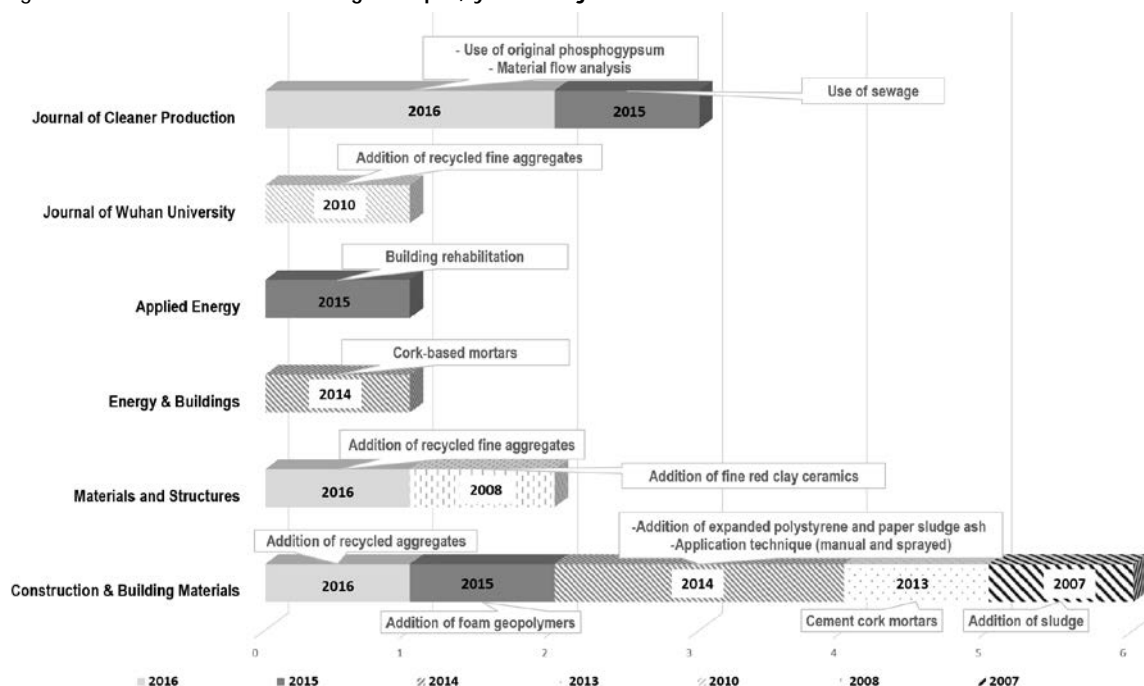 - Use of original phosphogypsum
- Material flow analysis
Use of sewage
Journal of Cleaner Production
2016
2015
Addition of recycled fine aggregates
Journal of Wuhan University
2010
Building rehabilitation
Applied Energy
2015
Cork-based mortars
Energy & Buildings
2014
Addition of recycled fine aggregates
Addition of fine red clay ceramics
Materials and Structures
2016
2008
-Addition of expanded polystyrene and paper sludge ash
-Application technique (manual and sprayed)
Addition of recycled aggregates
Construction & Building Materials
2016
2015
2014
2013
2007
Addition of foam geopolymers
Cement cork mortars
Addition of sludge
0 1 2 3 4 5 6
2016 2015 2014 2013 2010 2008 2007